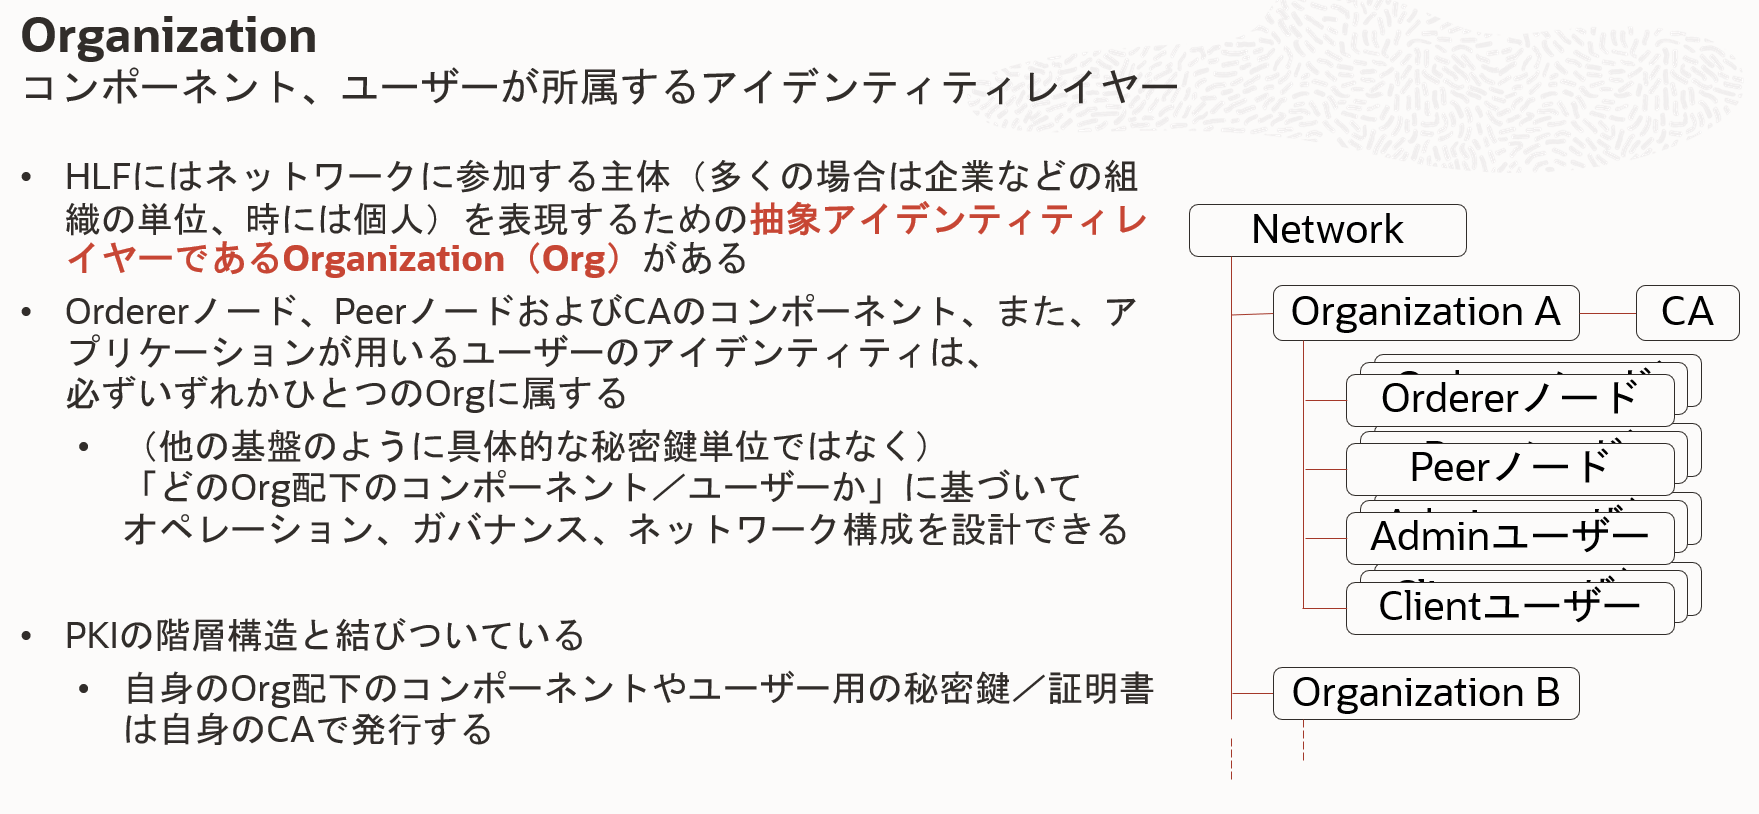 Organization
コンポーネント、ユーザーが所属するアイデンティティレイヤー
• HLFにはネットワークに参加する主体（多くの場合は企業などの組
織の単位、時には個人）を表現するための抽象アイデンティティレ
イヤーであるOrganization（Org）がある
• Ordererノード、PeerノードおよびCAのコンポーネント、また、ア
プリケーションが用いるユーザーのアイデンティティは、
必ずいずれかひとつのOrgに属する
• （他の基盤のように具体的な秘密鍵単位ではなく）
「どのOrg配下のコンポーネント／ユーザーか」に基づいて
オペレーション、ガバナンス、ネットワーク構成を設計できる
• PKIの階層構造と結びついている
• 自身のOrg配下のコンポーネントやユーザー用の秘密鍵／証明書
は自身のCAで発行する
Network
Organization A
CA
Ordererノード
Peerノード
Adminユーザー
Clientユーザー
Organization B